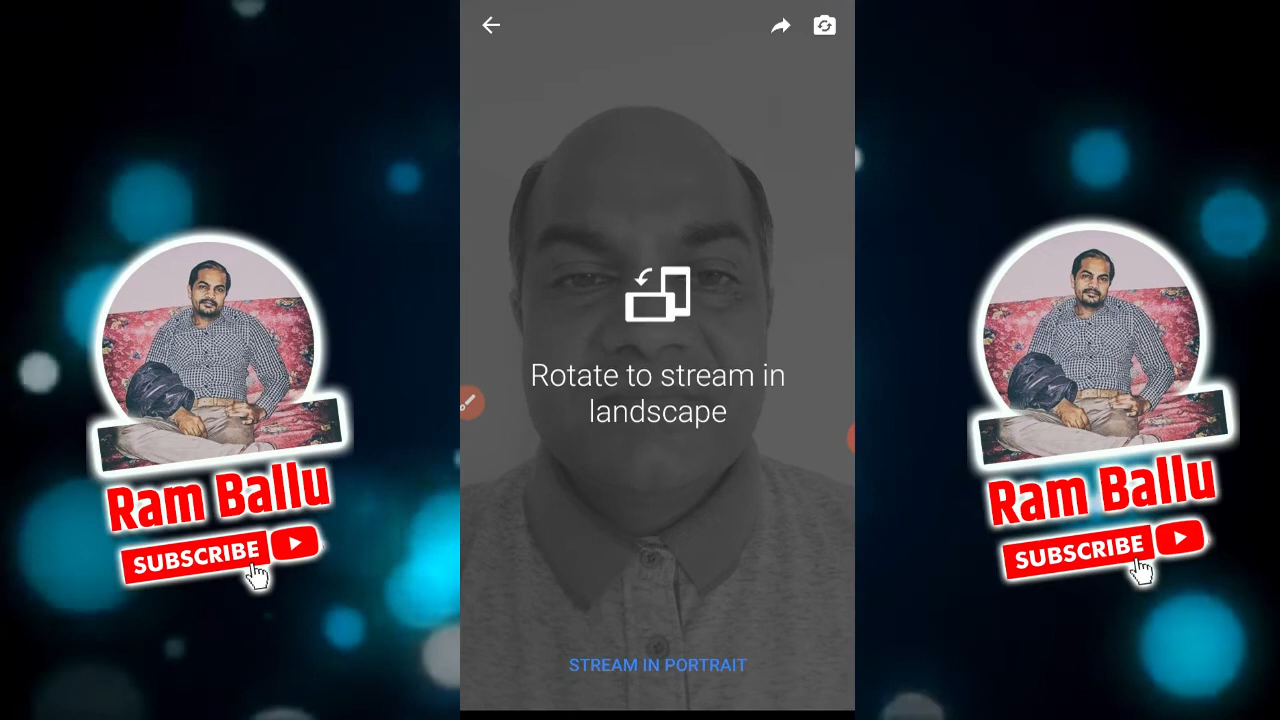 Rotate to stream in
landscape
STREAM IN PORTRAIT
Ram Ballu
SUBSCRIBE
Ram Ballu
SUBSCRIBE